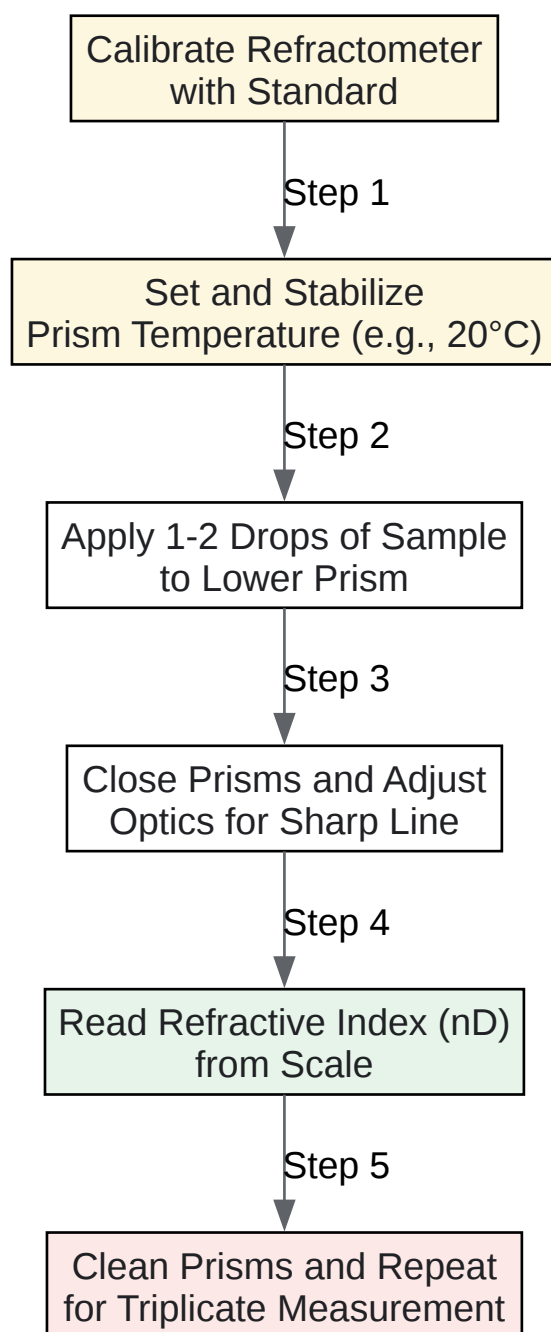 Calibrate Refractometer
with Standard
Step 1
Set and Stabilize
Prism Temperature (e.g., 20°C)
Step 2
Apply 1-2 Drops of Sample
to Lower Prism
Step 3
Close Prisms and Adjust
Optics for Sharp Line
Step 4
Read Refractive Index (nD)
from Scale
Step 5
Clean Prisms and Repeat
for Triplicate Measurement